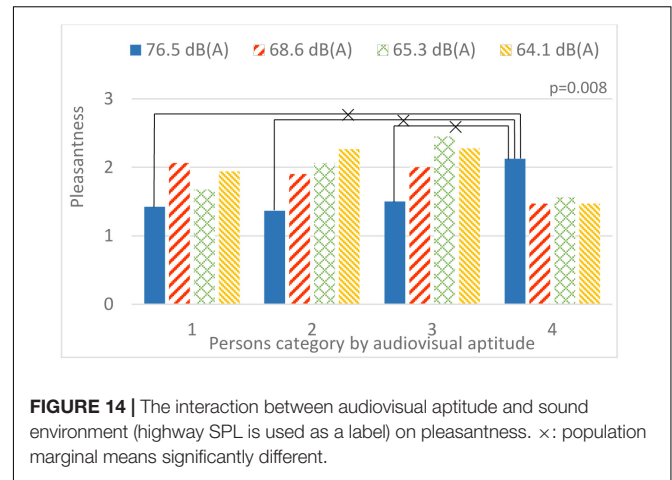 76.5 dB(A) 68.6 dB(A) 65.3 dB(A) 64.1 dB(A)
p=0.008
Pleasantness
3
2
1
0
1 2 3 4
Persons category by audiovisual aptitude
FIGURE 14 | The interaction between audiovisual aptitude and sound
environment (highway SPL is used as a label) on pleasantness. ×: population
marginal means significantly different.